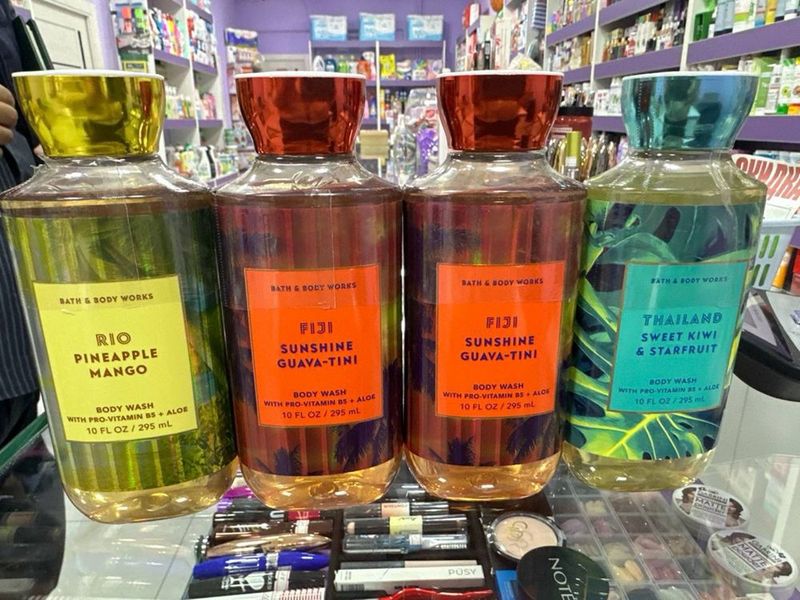 BATH & BODY WORKS
RIO
PINEAPPLE
MANGO
BODY WASH
WITH PRO-VITAMIN B5 + ALOE
10 FL OZ / 295 mL
BATH & BODY WORKS
FIJI
SUNSHINE
GUAVA-TINI
BODY WASH
WITH PRO-VITAMIN B5 + ALOE
10 FL OZ / 295 mL
BATH & BODY WORKS
FIJI
SUNSHINE
GUAVA-TINI
BODY WASH
WITH PRO-VITAMIN B5 + ALOE
10 FL OZ / 295 mL
BATH & BODY WORKS
THAILAND
SWEET KIWI
& STARFRUIT
BODY WASH
WITH PRO-VITAMIN B5 + ALOE
10 FL OZ / 295 mL
PUSY
NOTE
MATTE